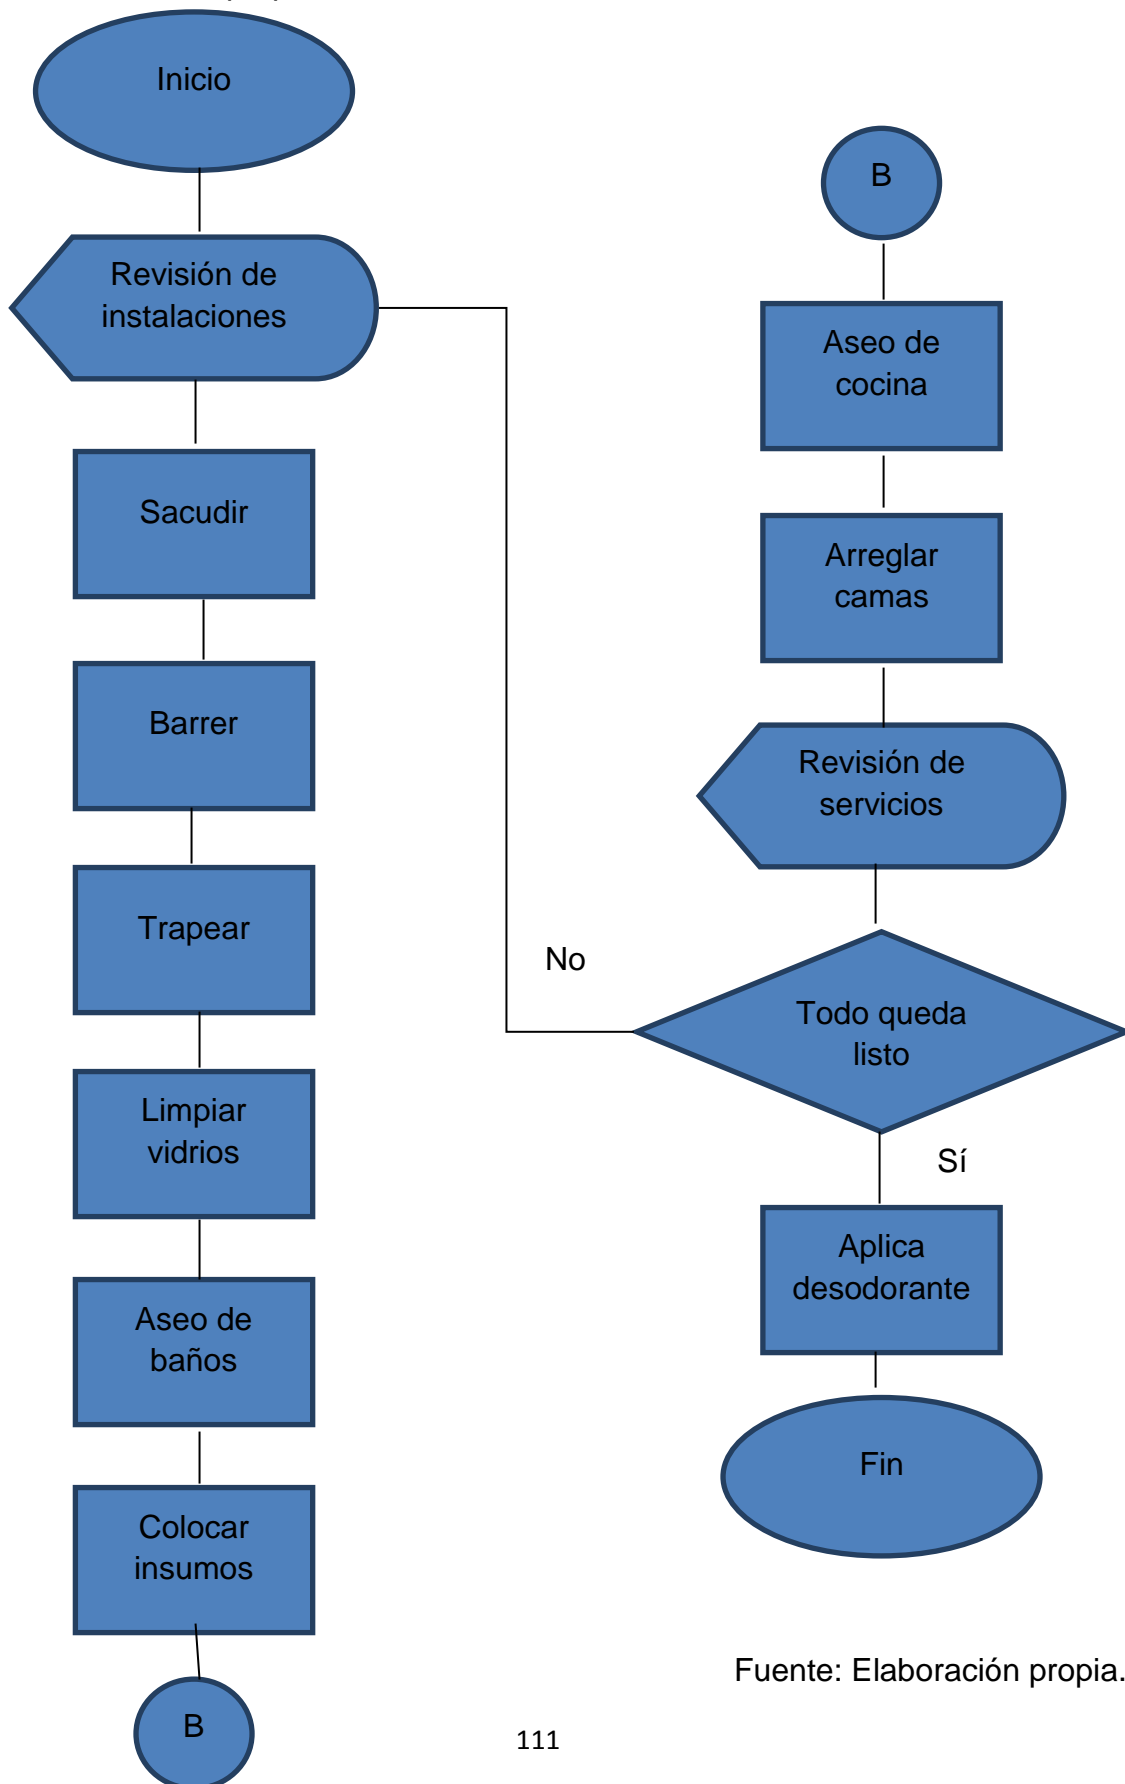 Inicio
Revisión de
instalaciones
Sacudir
Barrer
Trapear
Limpiar
vidrios
Aseo de
baños
Colocar
insumos
B
B
Aseo de
cocina
Arreglar
camas
Revisión de
servicios
No
Todo queda
listo
Sí
Aplica
desodorante
Fin
Fuente: Elaboración propia.
111